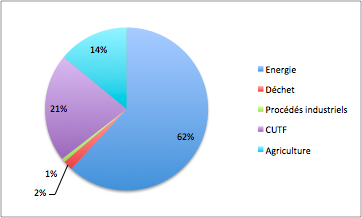 14%
21%
62%
1%
2%
Energie
Déchet
Procédés industriels
CUTF
Agriculture